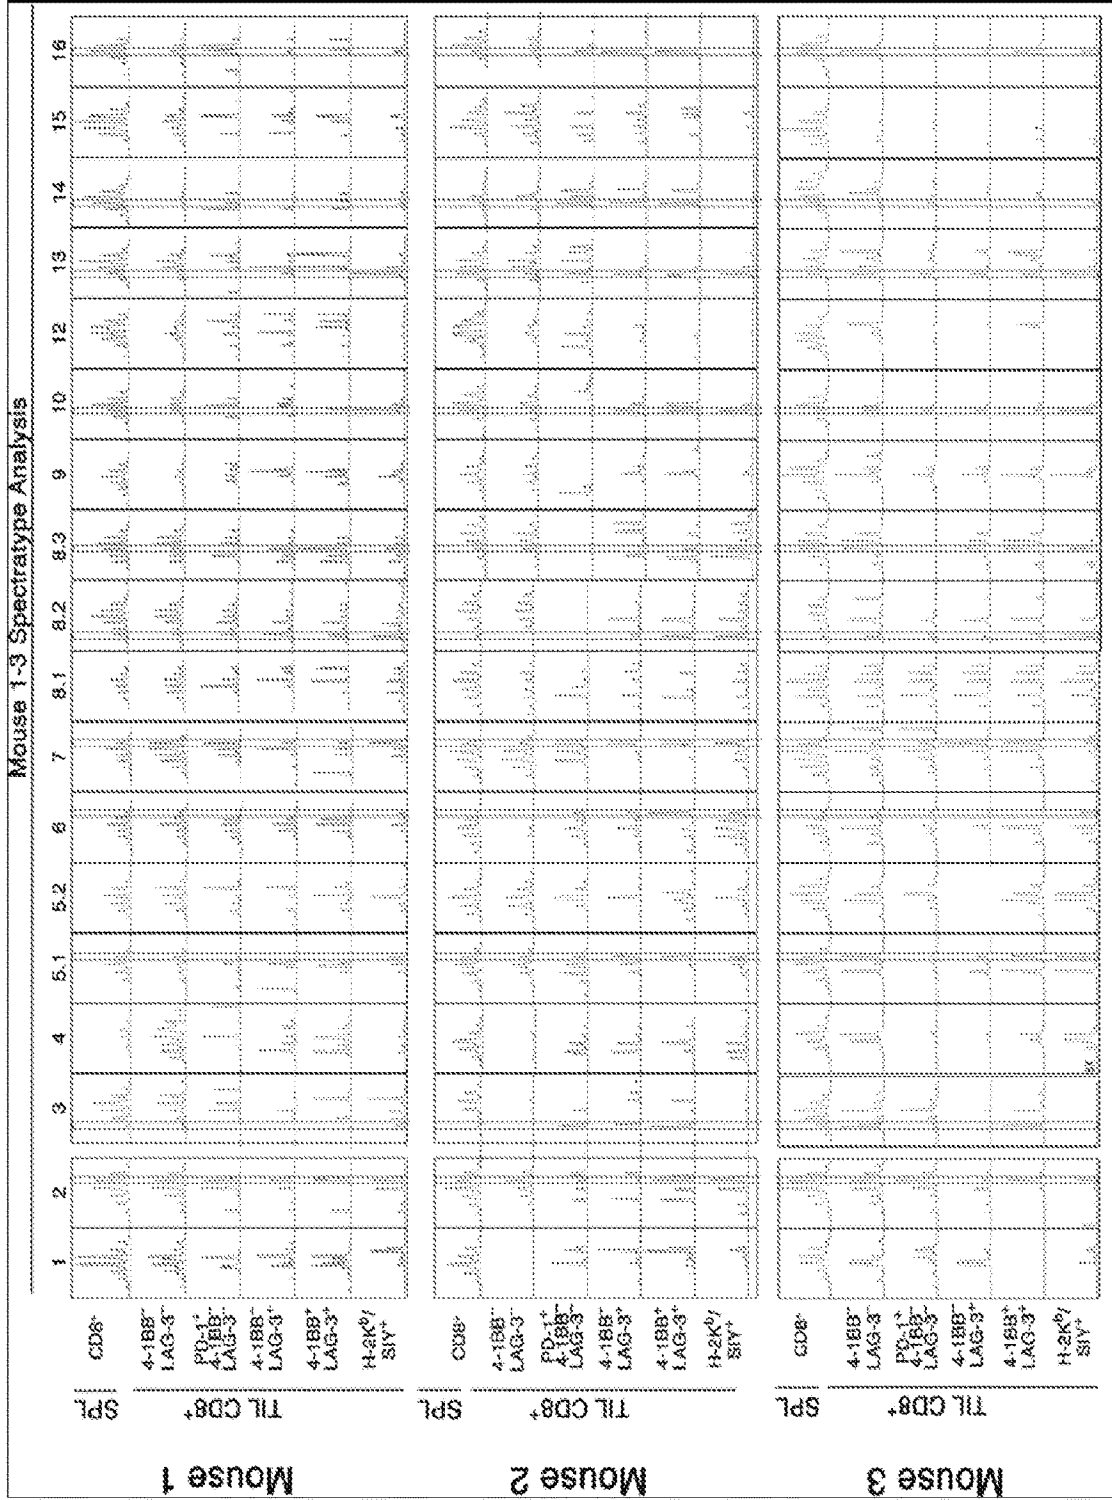 Mouse 1-3 Spectratype Analysis
1 2 3 4 5.1 5.2 6 7 8.1 8.2 8.3 9 10 12 13 14 15 16
Mouse 1
SPL
TIL CD8⁺
CD8⁺
4-1BB⁻
LAG-3⁻
PD-1⁺
4-1BB⁻
LAG-3⁻
4-1BB⁻
LAG-3⁺
4-1BB⁺
LAG-3⁺
H-2Kᵇ/
SIY⁺
Mouse 2
SPL
TIL CD8⁺
CD8⁺
4-1BB⁻
LAG-3⁻
PD-1⁺
4-1BB⁻
LAG-3⁻
4-1BB⁻
LAG-3⁺
4-1BB⁺
LAG-3⁺
H-2Kᵇ/
SIY⁺
Mouse 3
SPL
TIL CD8⁺
CD8⁺
4-1BB⁻
LAG-3⁻
PD-1⁺
4-1BB⁻
LAG-3⁻
4-1BB⁻
LAG-3⁺
4-1BB⁺
LAG-3⁺
H-2Kᵇ/
SIY⁺